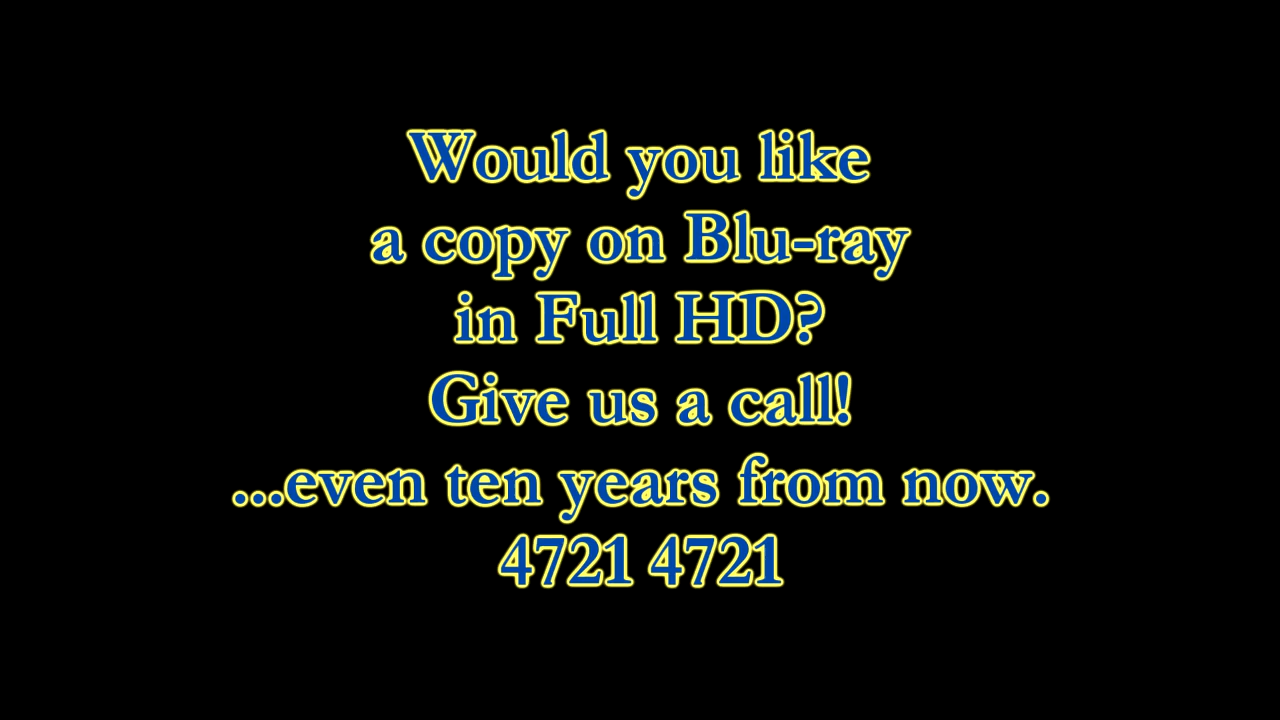 Would you like
a copy on Blu-ray
in Full HD?
Give us a call!
...even ten years from now.
4721 4721